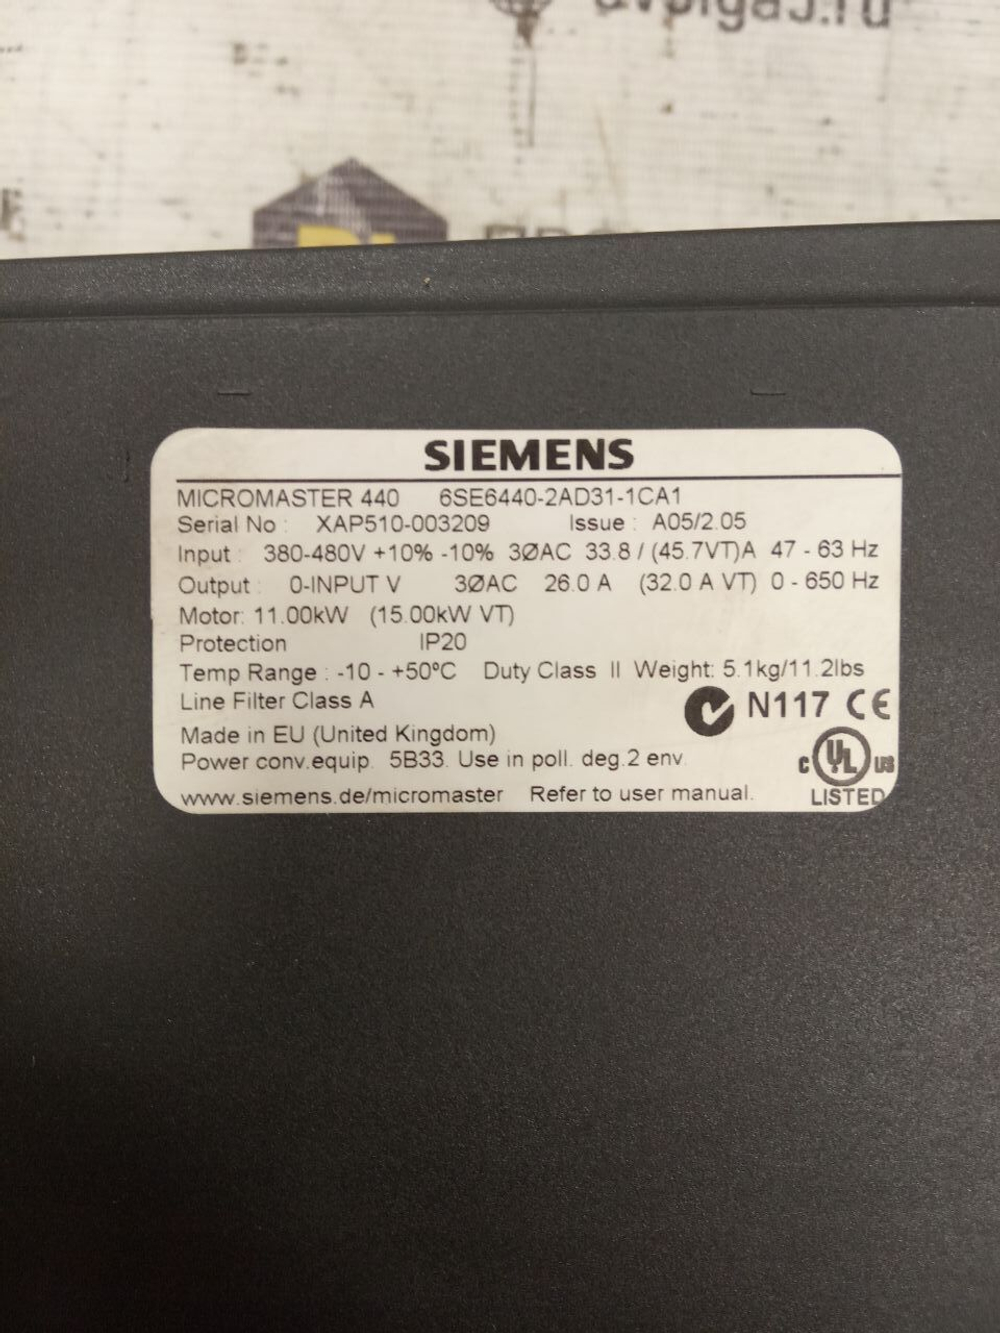 SIEMENS
MICROMASTER 440 6SE6440-2AD31-1CA1
Serial No : XAP510-003209 Issue : A05/2.05
Input : 380-480V +10% -10% 3ØAC 33.8 / (45.7VT)A 47 - 63 Hz
Output : 0-INPUT V 3ØAC 26.0 A (32.0 A VT) 0 - 650 Hz
Motor: 11.00kW (15.00kW VT)
Protection IP20
Temp Range : -10 - +50°C Duty Class II Weight: 5.1kg/11.2lbs
Line Filter Class A
N117 CE
Made in EU (United Kingdom)
Power conv.equip. 5B33. Use in poll. deg.2 env.
C UL US
www.siemens.de/micromaster Refer to user manual.
LISTED